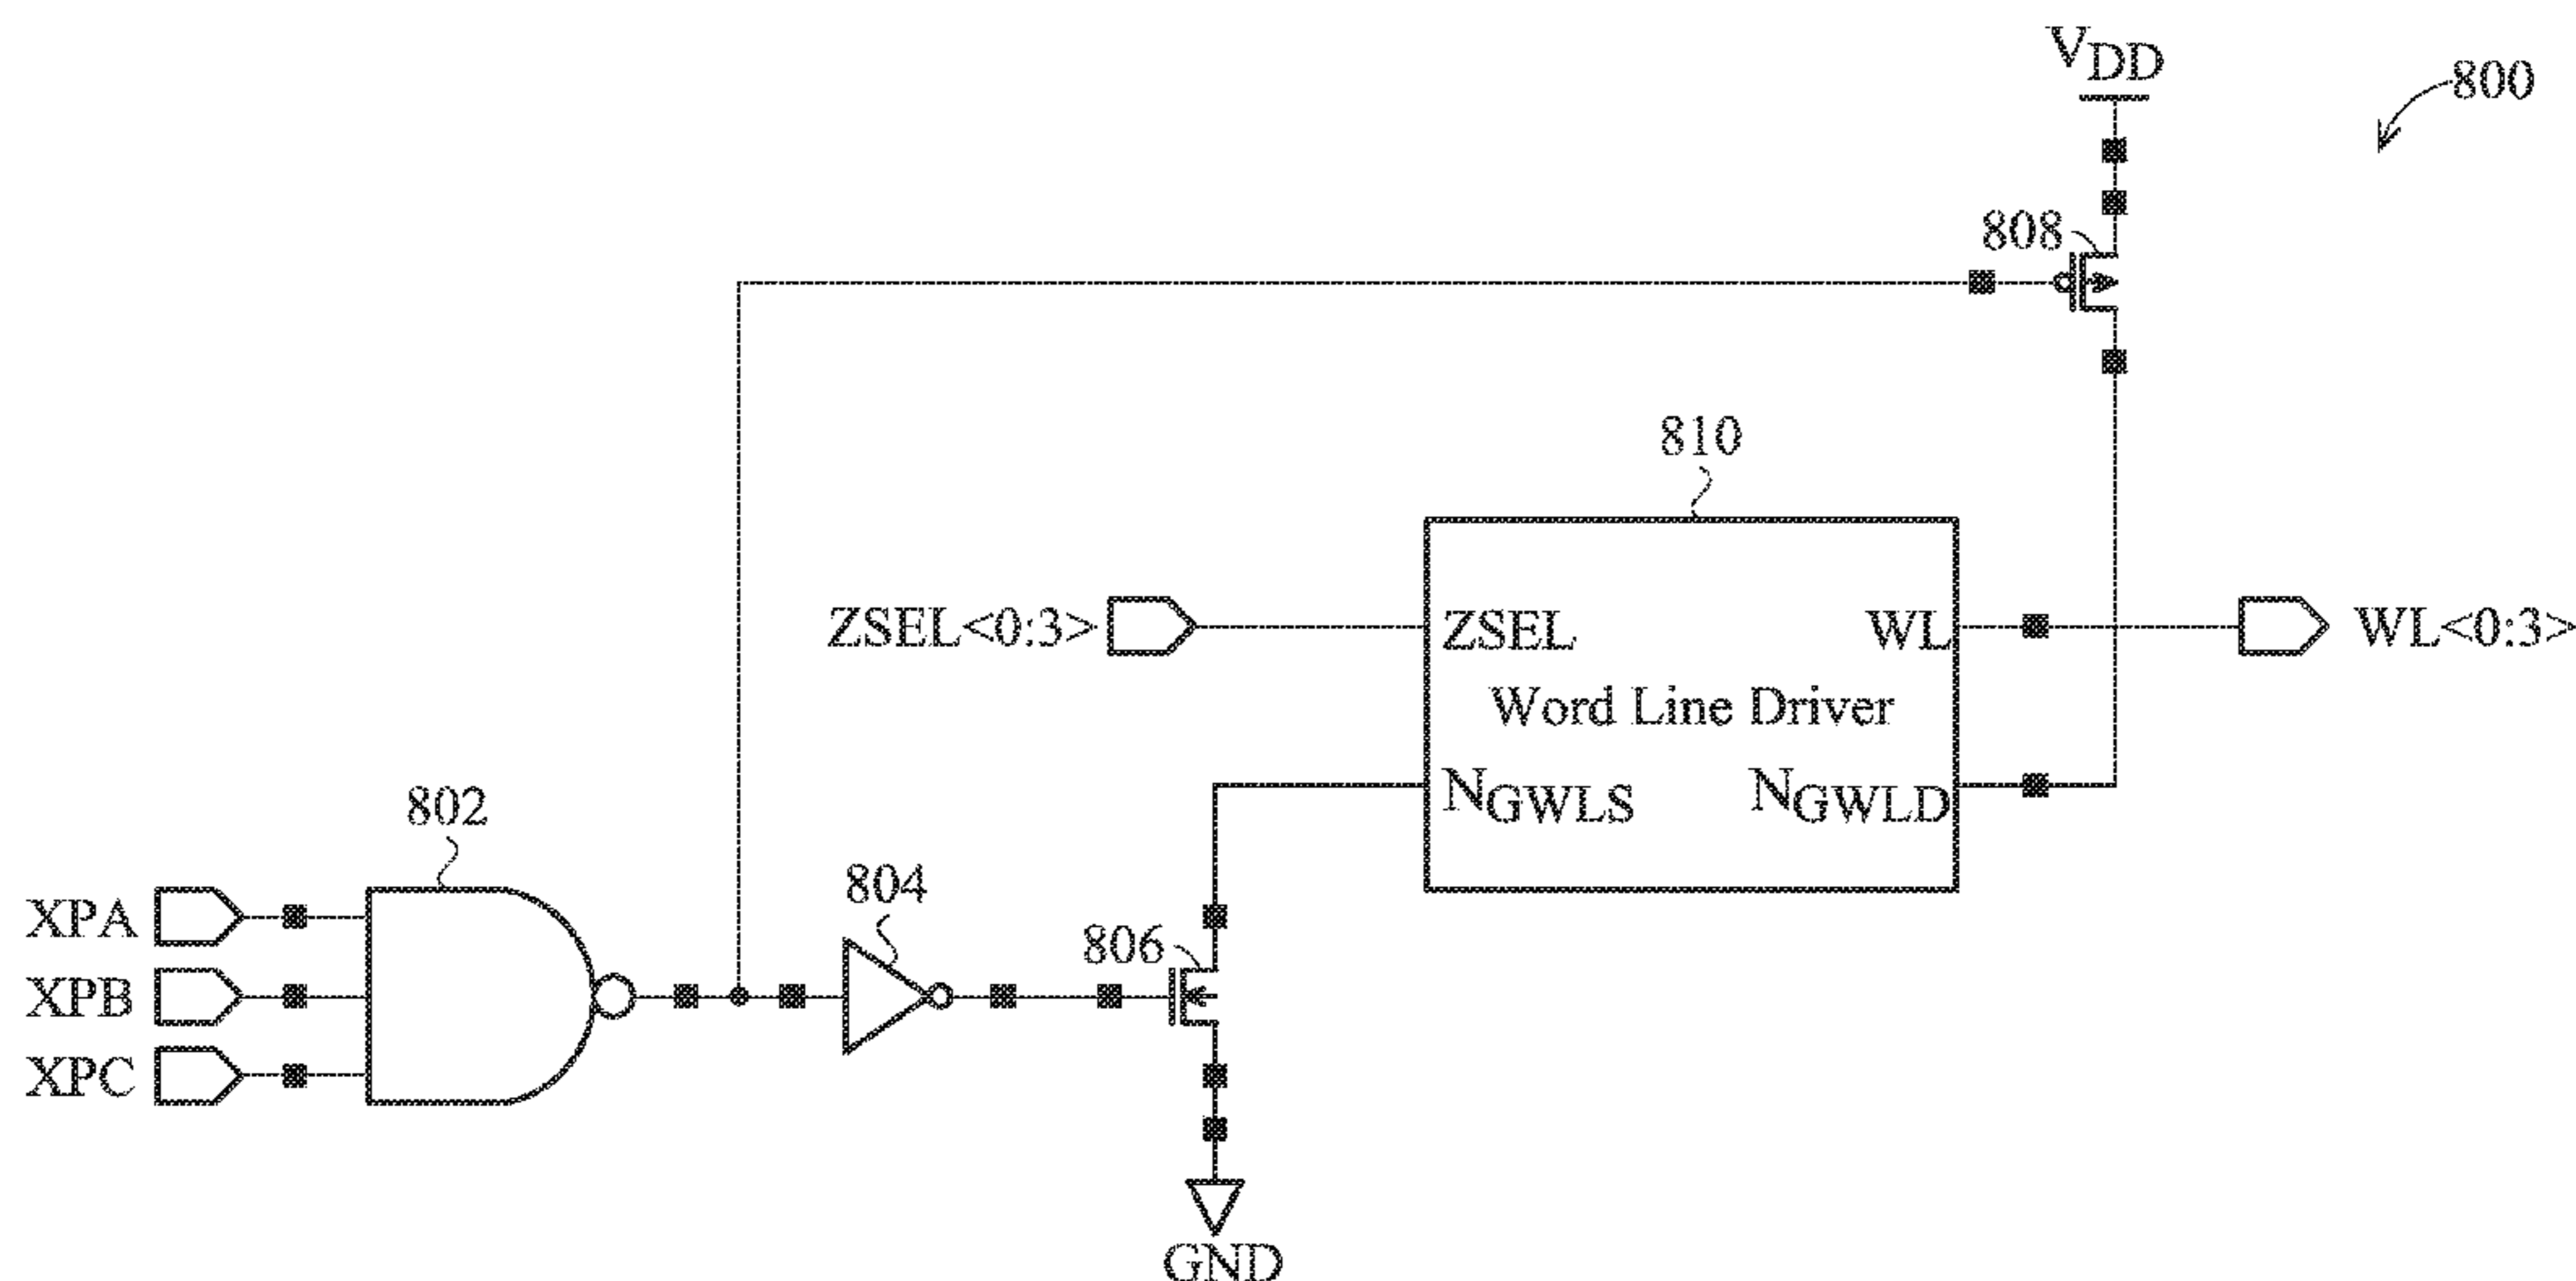 VDD
800
808
810
ZSEL<0:3>
ZSEL
WL
WL<0:3>
Word Line Driver
NGWLS
NGWLD
802
804
806
XPA
XPB
XPC
GND